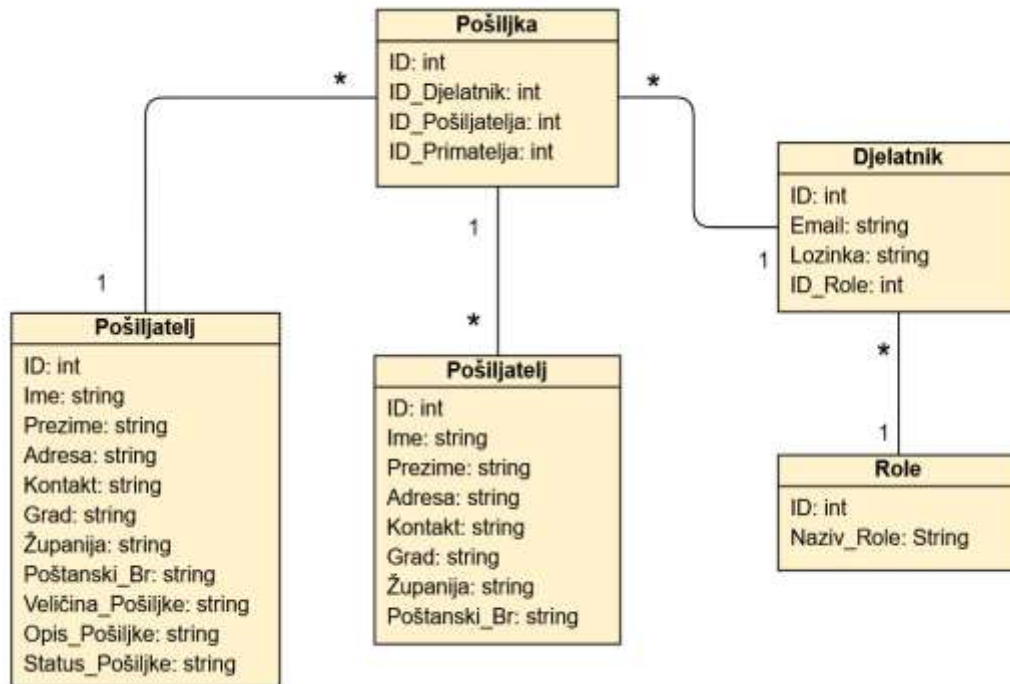 Pošiljka
ID: int
ID_Djelatnik: int
ID_Pošiljatelja: int
ID_Primatelja: int
*
*
1
1
1
*
Djelatnik
ID: int
Email: string
Lozinka: string
ID_Role: int
*
1
Pošiljatelj
ID: int
Ime: string
Prezime: string
Adresa: string
Kontakt: string
Grad: string
Županija: string
Poštanski_Br: string
Veličina_Pošiljke: string
Opis_Pošiljke: string
Status_Pošiljke: string
Pošiljatelj
ID: int
Ime: string
Prezime: string
Adresa: string
Kontakt: string
Grad: string
Županija: string
Poštanski_Br: string
Role
ID: int
Naziv_Role: String